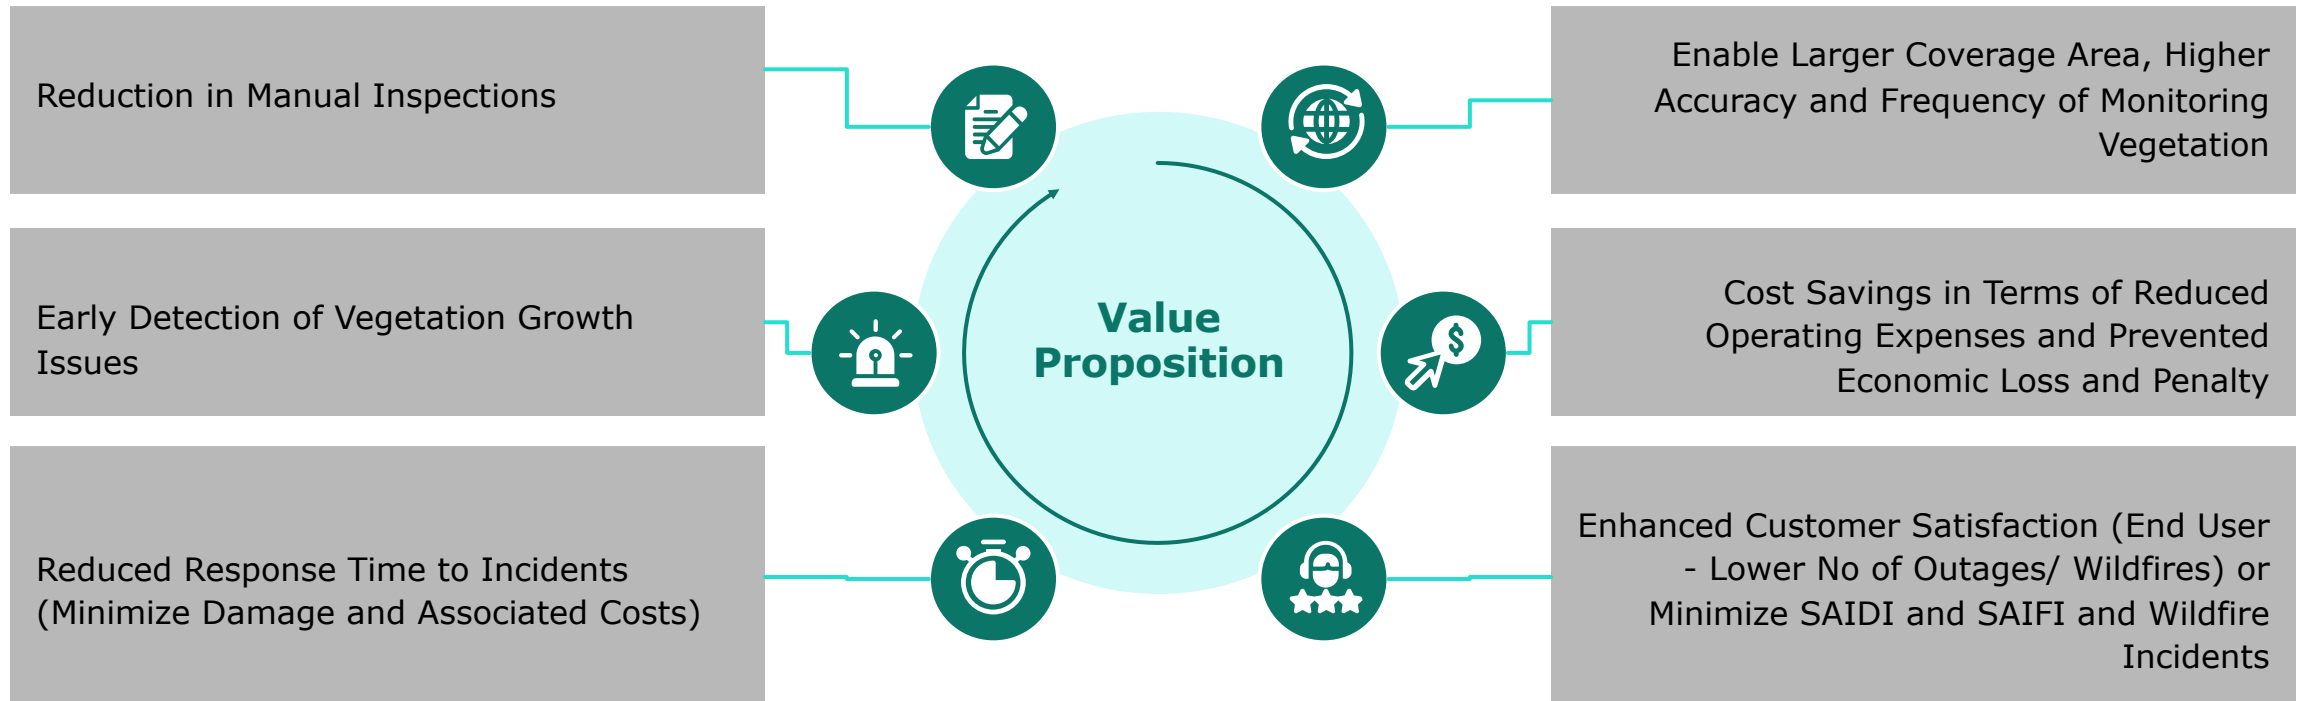 Reduction in Manual Inspections
Early Detection of Vegetation Growth
Issues
Reduced Response Time to Incidents
(Minimize Damage and Associated Costs)
Value
Proposition
$
Enable Larger Coverage Area, Higher
Accuracy and Frequency of Monitoring
Vegetation
Cost Savings in Terms of Reduced
Operating Expenses and Prevented
Economic Loss and Penalty
Enhanced Customer Satisfaction (End User
- Lower No of Outages/ Wildfires) or
Minimize SAIDI and SAIFI and Wildfire
Incidents